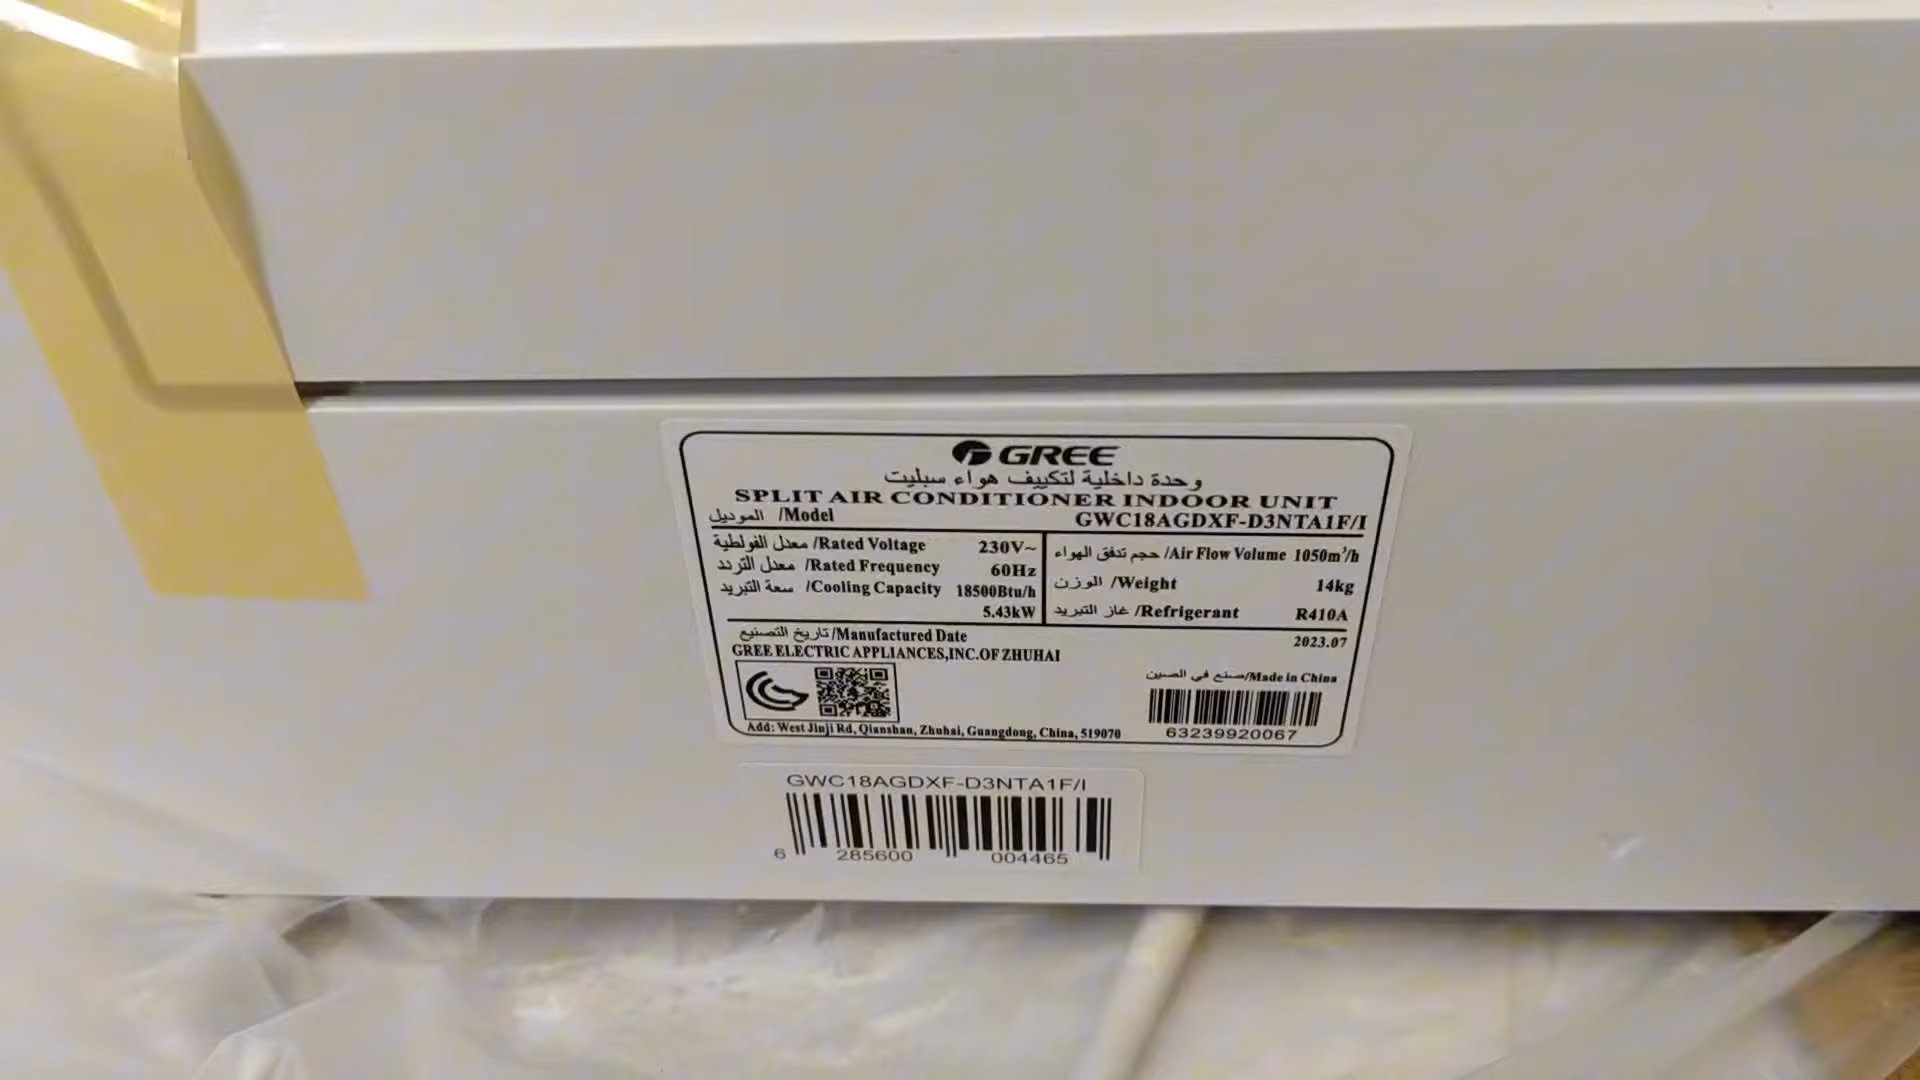 GREE
وحدة داخلية لتكييف هواء سبليت
SPLIT AIR CONDITIONER INDOOR UNIT
الموديل /Model GWC18AGDXF-D3NTA1F/I
معدل الفولطية /Rated Voltage 230V~
معدل التردد /Rated Frequency 60Hz
سعة التبريد /Cooling Capacity 18500Btu/h
5.43kW
حجم تدفق الهواء /Air Flow Volume 1050m³/h
الوزن /Weight 14kg
غاز التبريد /Refrigerant R410A
تاريخ التصنيع /Manufactured Date 2023.07
GREE ELECTRIC APPLIANCES,INC.OF ZHUHAI
صنع في الصين/Made in China
63239920067
Add: West Jinji Rd, Qianshan, Zhuhai, Guangdong, China, 519070
GWC18AGDXF-D3NTA1F/I
6 285600 004465